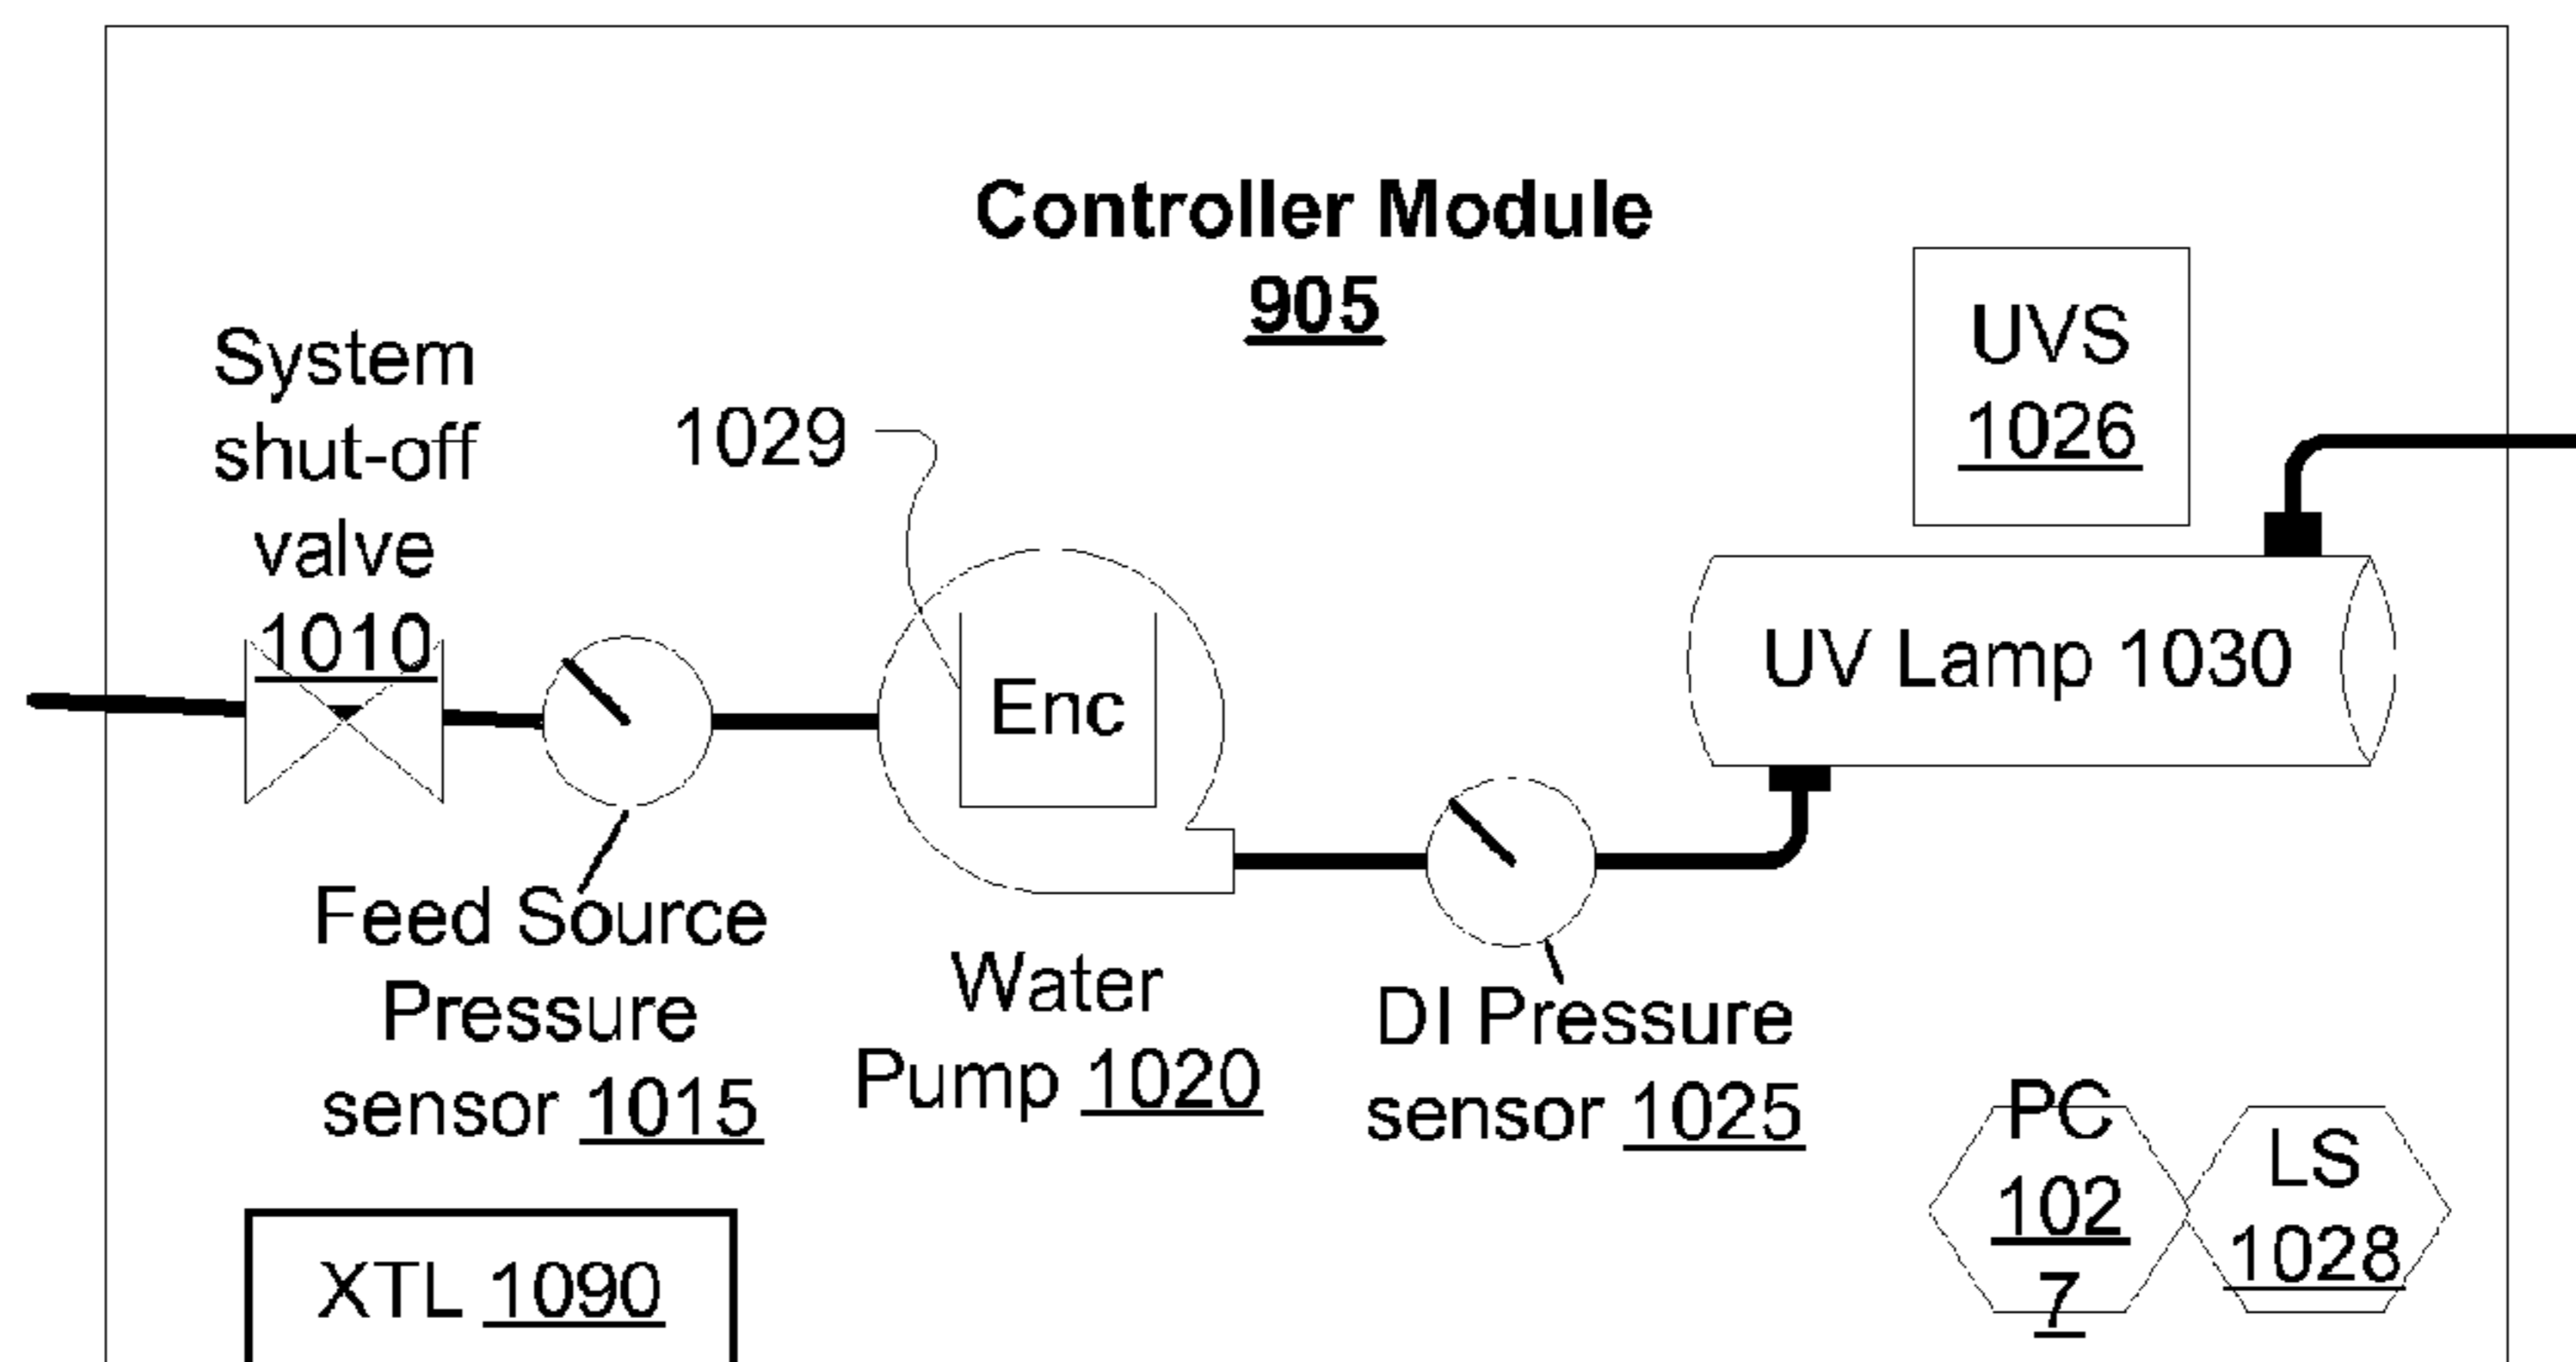 Controller Module
905
System
shut-off
valve
1010
1029
UVS
1026
Enc
UV Lamp 1030
Feed Source
Pressure
sensor 1015
Water
Pump 1020
DI Pressure
sensor 1025
PC
102
7
LS
1028
XTL 1090